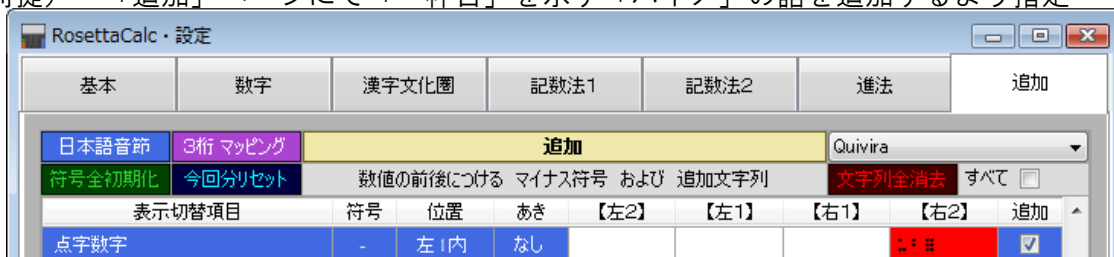 RosettaCalc・設定
基本 数字 漢字文化圏 記数法1 記数法2 進法 追加
日本語音節 3桁 マッピング 追加 Quivira
符号全初期化 今回分リセット 数値の前後につける マイナス符号 および 追加文字列 文字列全消去 すべて
表示切替項目 符号 位置 あき 【左2】 【左1】 【右1】 【右2】 追加
点字数字 - 左1内 なし